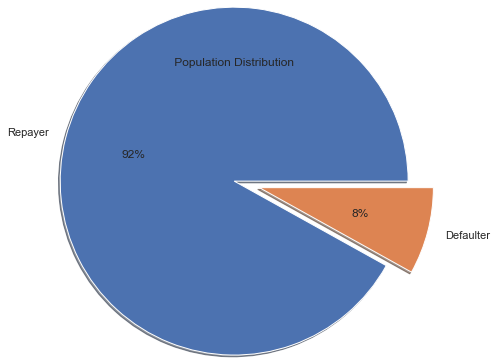 Population Distribution
Repayer
92%
8%
Defaulter